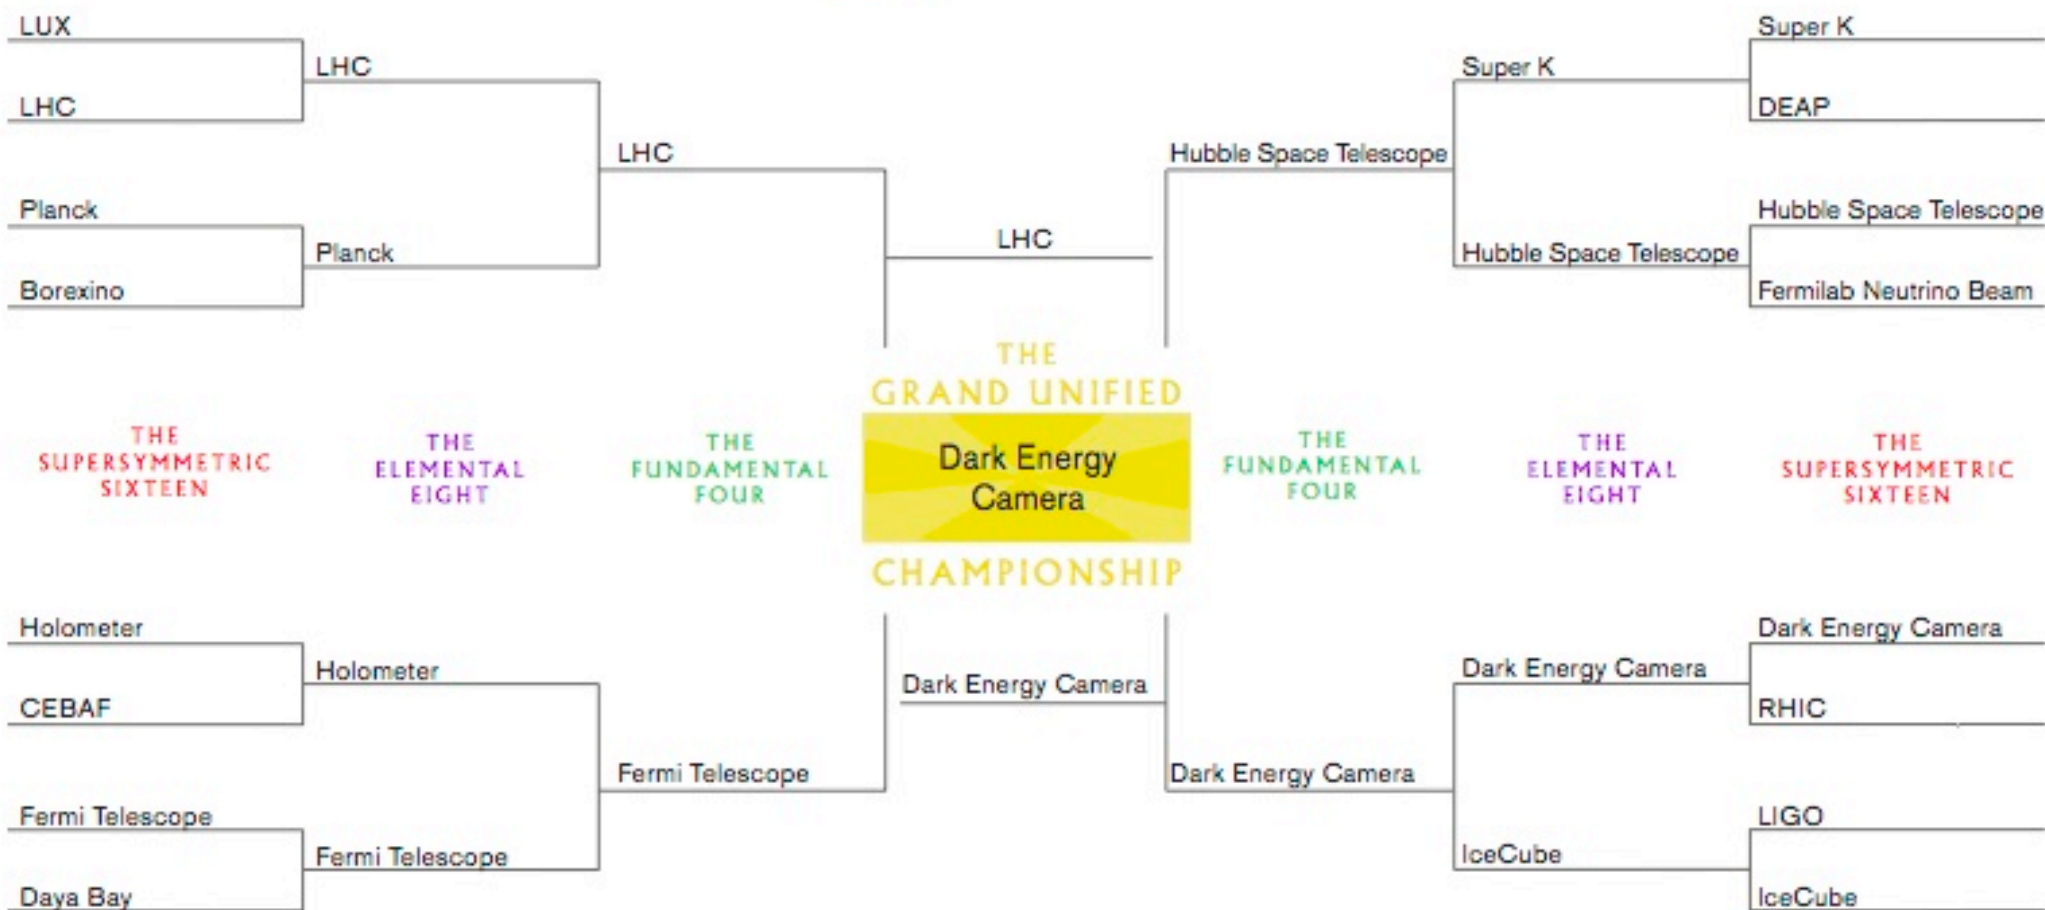 LUX
LHC
Planck
Borexino
LHC
Planck
LHC
LHC
Hubble Space Telescope
Super K
Hubble Space Telescope
Super K
DEAP
Hubble Space Telescope
Fermilab Neutrino Beam
THE
SUPERSYMMETRIC
SIXTEEN
THE
ELEMENTAL
EIGHT
THE
FUNDAMENTAL
FOUR
THE
GRAND UNIFIED
Dark Energy
Camera
CHAMPIONSHIP
THE
FUNDAMENTAL
FOUR
THE
ELEMENTAL
EIGHT
THE
SUPERSYMMETRIC
SIXTEEN
Holometer
CEBAF
Fermi Telescope
Daya Bay
Holometer
Fermi Telescope
Fermi Telescope
Dark Energy Camera
Dark Energy Camera
Dark Energy Camera
IceCube
Dark Energy Camera
RHIC
LIGO
IceCube